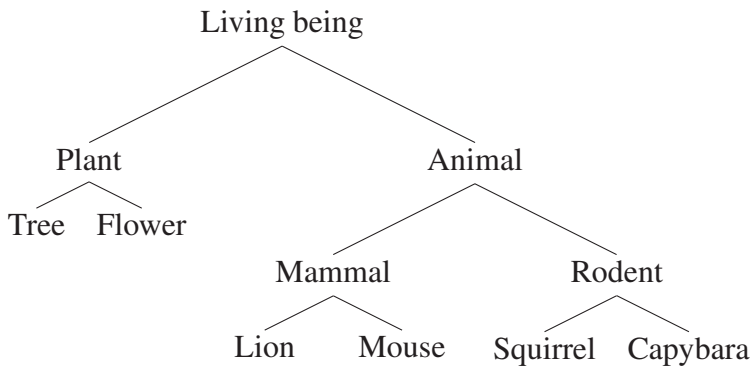 Living being
Plant Animal
Tree Flower
Mammal Rodent
Lion Mouse Squirrel Capybara